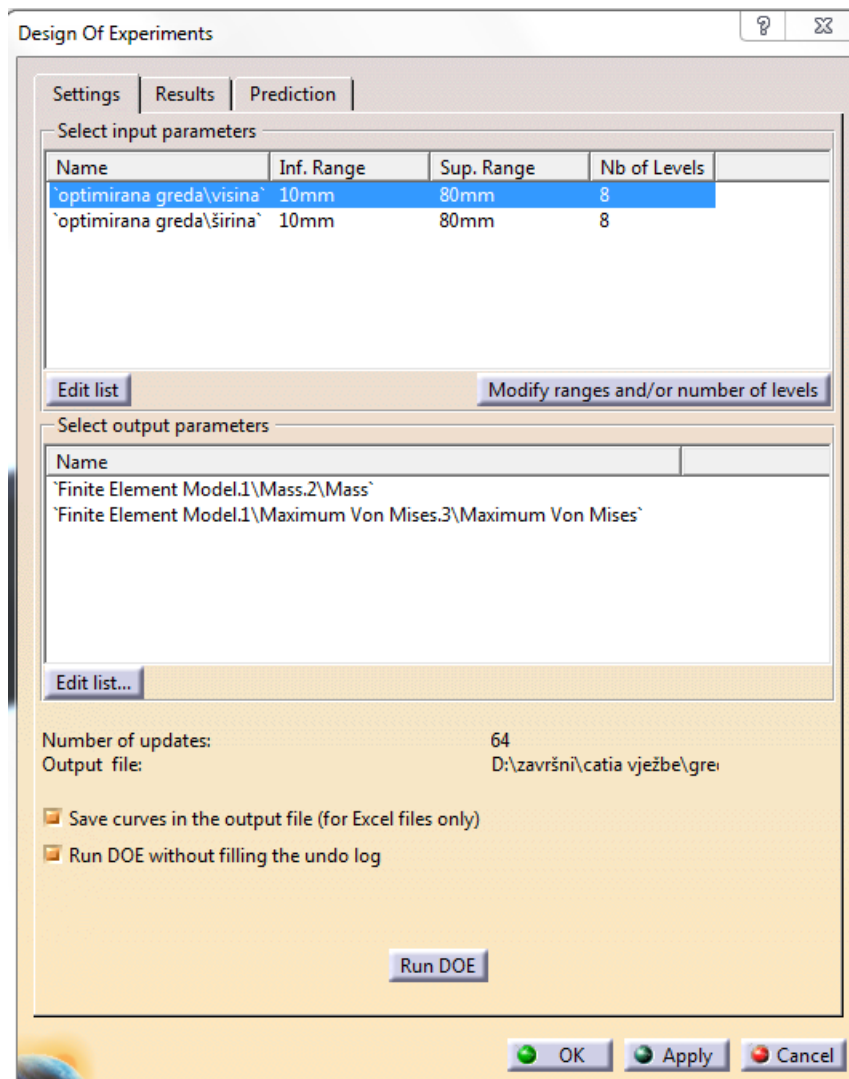 Design Of Experiments
Settings Results Prediction
Select input parameters
Name Inf. Range Sup. Range Nb of Levels
`optimirana greda\visina` 10mm 80mm 8
`optimirana greda\širina` 10mm 80mm 8
Edit list Modify ranges and/or number of levels
Select output parameters
Name
`Finite Element Model.1\Mass.2\Mass`
`Finite Element Model.1\Maximum Von Mises.3\Maximum Von Mises`
Edit list...
Number of updates: 64
Output file: D:\završni\catia vježbe\gre
Save curves in the output file (for Excel files only)
Run DOE without filling the undo log
Run DOE
OK Apply Cancel